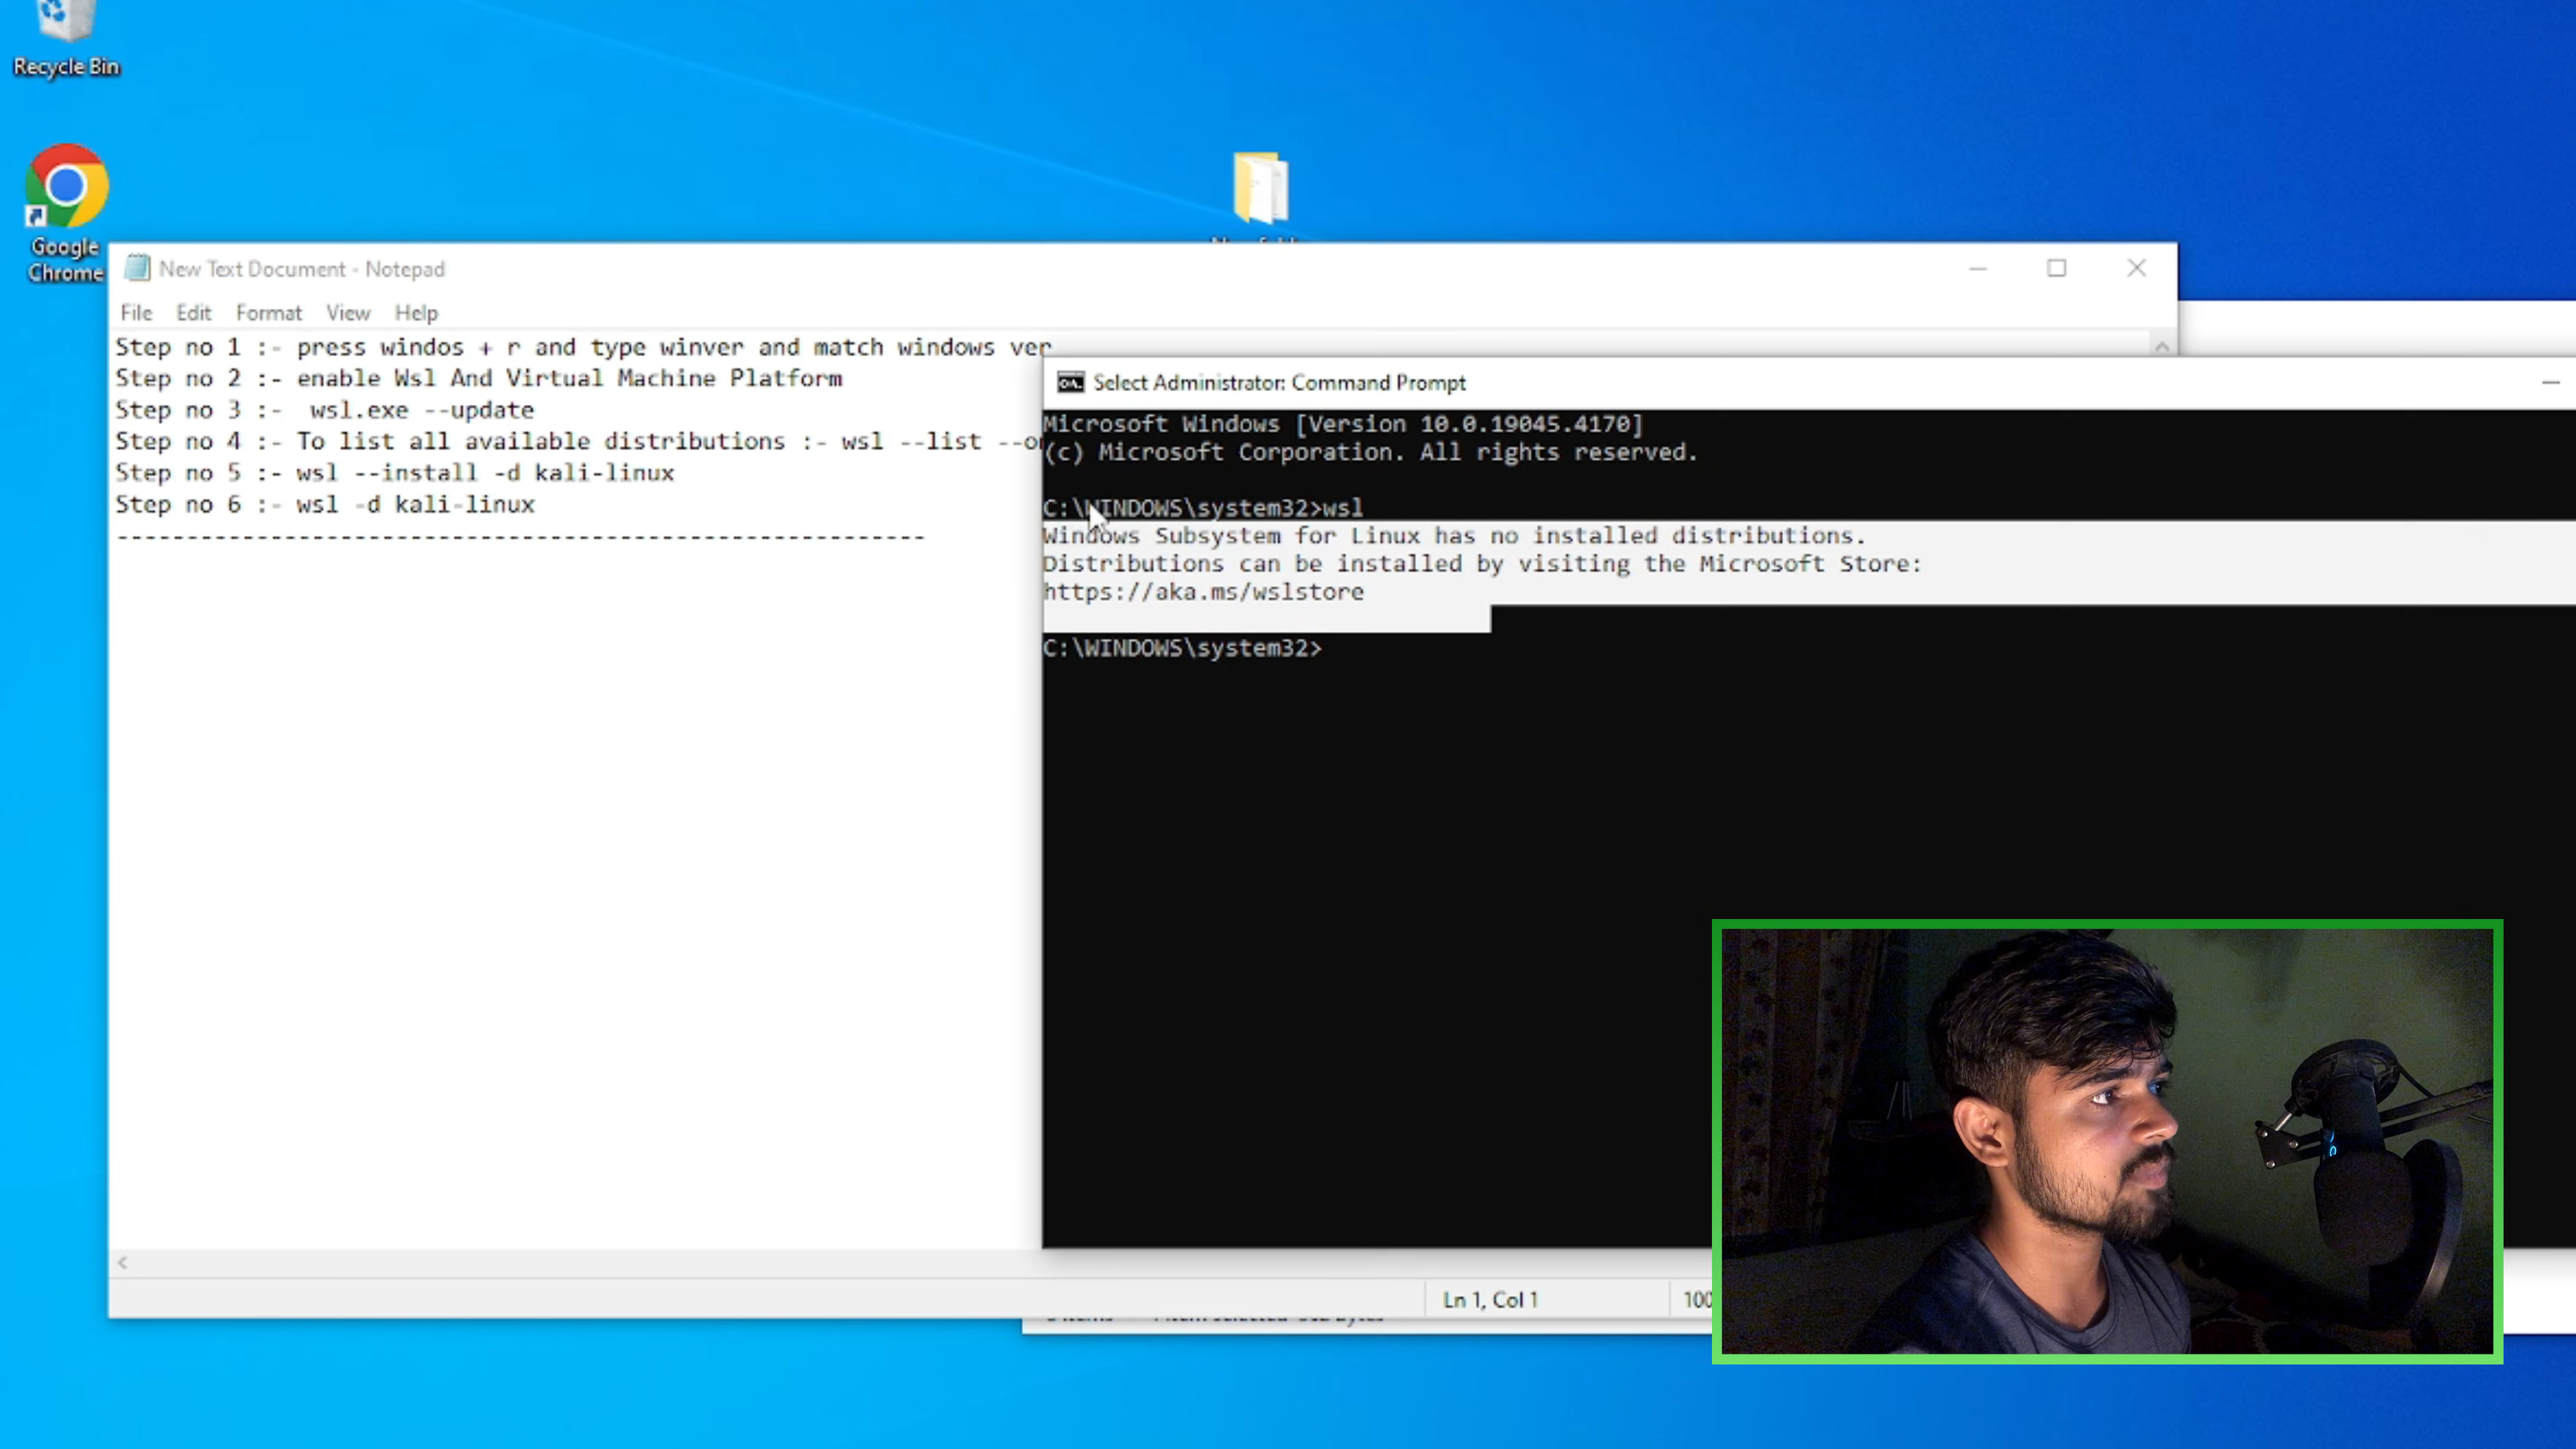 Recycle Bin
Google
Chrome
New Text Document - Notepad
File Edit Format View Help
Step no 1 :- press windos + r and type winver and match windows ver
Step no 2 :- enable Wsl And Virtual Machine Platform
Step no 3 :-  wsl.exe --update
Step no 4 :- To list all available distributions :- wsl --list --on
Step no 5 :- wsl --install -d kali-linux
Step no 6 :- wsl -d kali-linux
----------------------------------------------------------
Select Administrator: Command Prompt
Microsoft Windows [Version 10.0.19045.4170]
(c) Microsoft Corporation. All rights reserved.
C:\WINDOWS\system32>wsl
Windows Subsystem for Linux has no installed distributions.
Distributions can be installed by visiting the Microsoft Store:
https://aka.ms/wslstore
C:\WINDOWS\system32>
Ln 1, Col 1
100